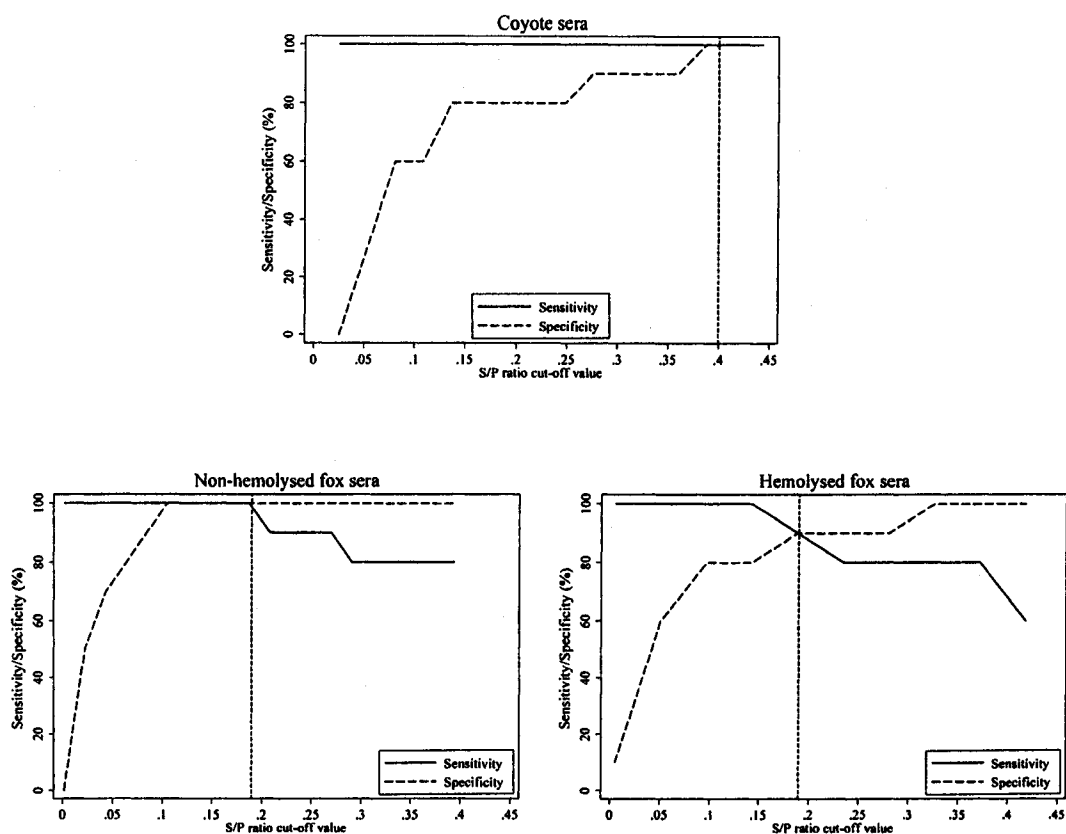 Coyote sera
Sensitivity/Specificity (%)
100
80
60
40
20
0
Sensitivity
Specificity
0 .05 .1 .15 .2 .25 .3 .35 .4 .45
S/P ratio cut-off value
Non-hemolysed fox sera
Sensitivity/Specificity (%)
100
80
60
40
20
0
Sensitivity
Specificity
0 .05 .1 .15 .2 .25 .3 .35 .4 .45
S/P ratio cut-off value
Hemolysed fox sera
Sensitivity/Specificity (%)
100
80
60
40
20
0
Sensitivity
Specificity
0 .05 .1 .15 .2 .25 .3 .35 .4 .45
S/P ratio cut-off value